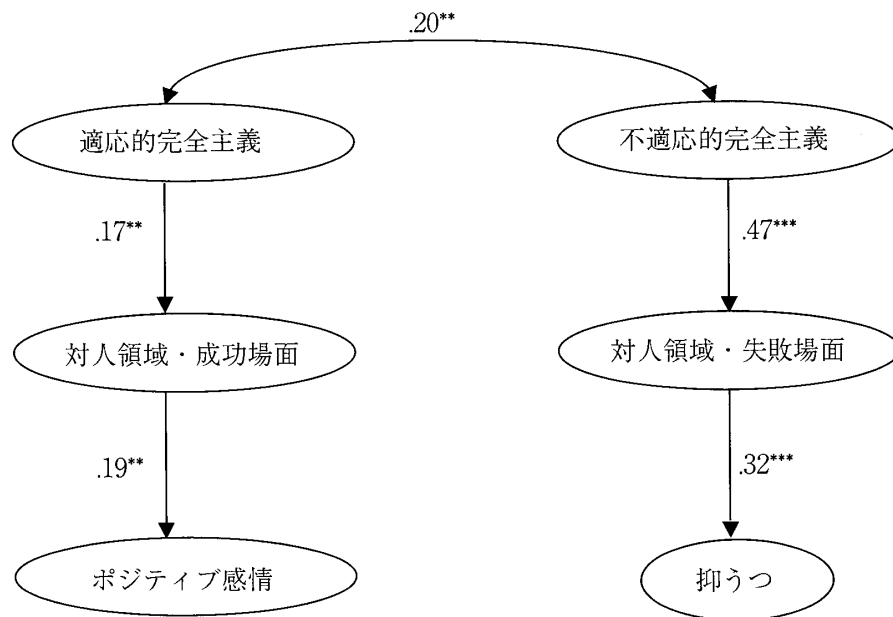 .20**
適応的完全主義
不適応的完全主義
.17**
.47***
対人領域・成功場面
対人領域・失敗場面
.19**
.32***
ポジティブ感情
抑うつ